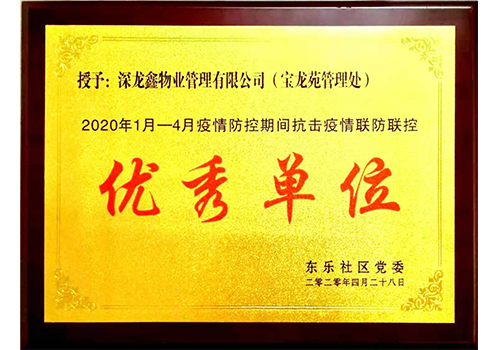 授予：深龙鑫物业管理有限公司（宝龙苑管理处）
2020年1月—4月疫情防控期间抗击疫情联防联控
优秀单位
东乐社区党委
二零二零年四月二十八日